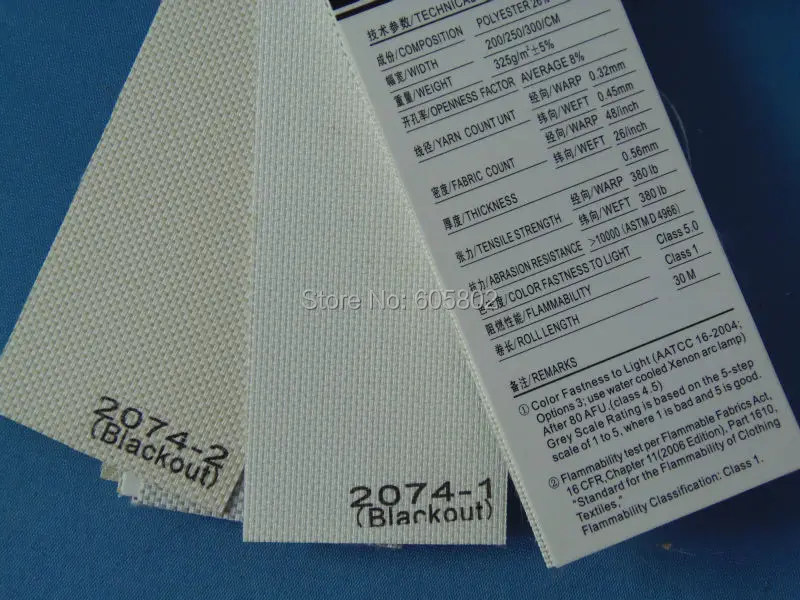 技术参数/TECHNICAL
成份/COMPOSITION POLYESTER 26%
幅宽/WIDTH 200/250/300/CM
重量/WEIGHT 325g/m²±5%
开孔率/OPENNESS FACTOR AVERAGE 8%
线径/YARN COUNT UNT 经向/WARP 0.32mm
纬向/WEFT 0.45mm
密度/FABRIC COUNT 经向/WARP 48/inch
纬向/WEFT 26/inch
厚度/THICKNESS 0.56mm
张力/TENSILE STRENGTH 经向/WARP 380 lb
纬向/WEFT 380 lb
抗力/ABRASION RESISTANCE >10000 (ASTM D 4966)
色牢度/COLOR FASTNESS TO LIGHT Class 5.0
阻燃性能/FLAMMABILITY Class 1
卷长/ROLL LENGTH 30 M
备注/REMARKS
① Color Fastness to Light (AATCC 16-2004;
Options 3; use water cooled Xenon arc lamp)
After 80 AFU.(class 4.5)
Grey Scale Rating is based on the 5-step
scale of 1 to 5, where 1 is bad and 5 is good.
② Flammability test per Flammable Fabrics Act,
16 CFR,Chapter 11(2006 Edition), Part 1610.
"Standard for the Flammability of Clothing
Textiles,"
Flammability Classification: Class 1.
2074-2
(Blackout)
2074-1
(Blackout)
Store No: 605802